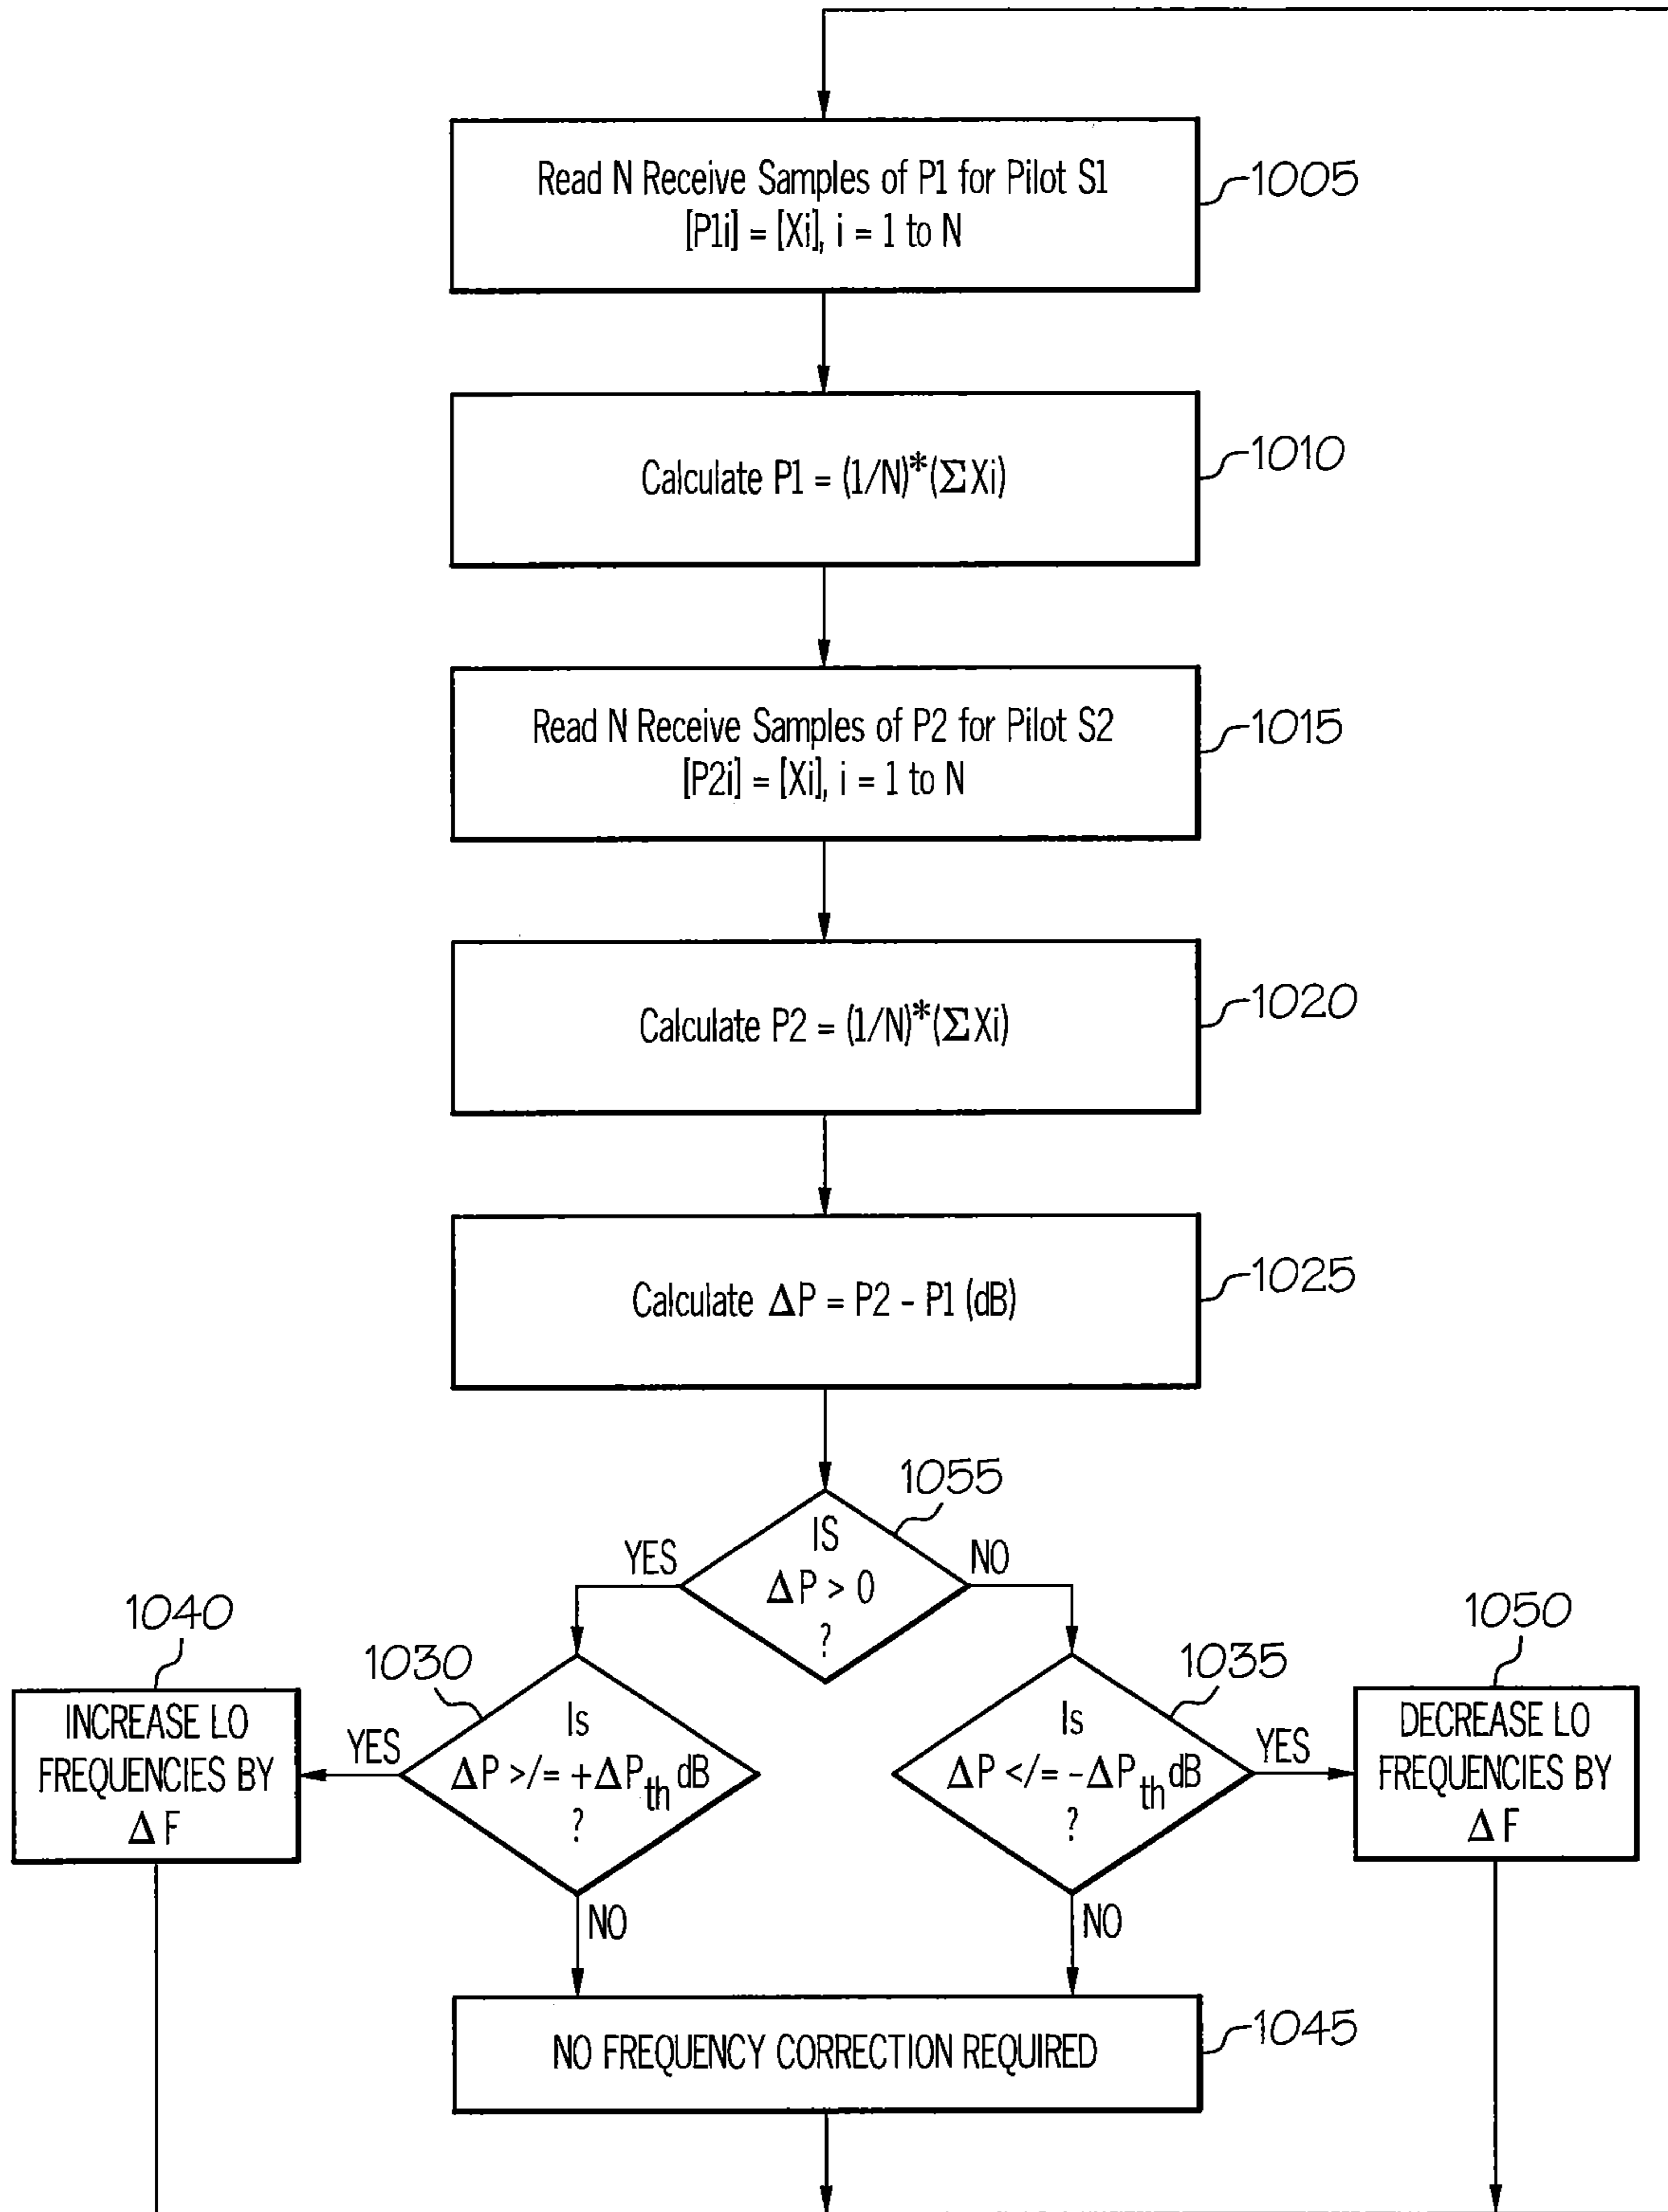 Read N Receive Samples of P1 for Pilot S1
[P1i] = [Xi], i = 1 to N
1005
Calculate P1 = (1/N)*(ΣXi)
1010
Read N Receive Samples of P2 for Pilot S2
[P2i] = [Xi], i = 1 to N
1015
Calculate P2 = (1/N)*(ΣXi)
1020
Calculate ΔP = P2 - P1 (dB)
1025
1055
IS
ΔP > 0
?
YES
NO
1040
INCREASE LO
FREQUENCIES BY
ΔF
1030
Is
ΔP >/= +ΔPth dB
?
YES
NO
1035
Is
ΔP </= -ΔPth dB
?
YES
NO
1050
DECREASE LO
FREQUENCIES BY
ΔF
NO FREQUENCY CORRECTION REQUIRED
1045